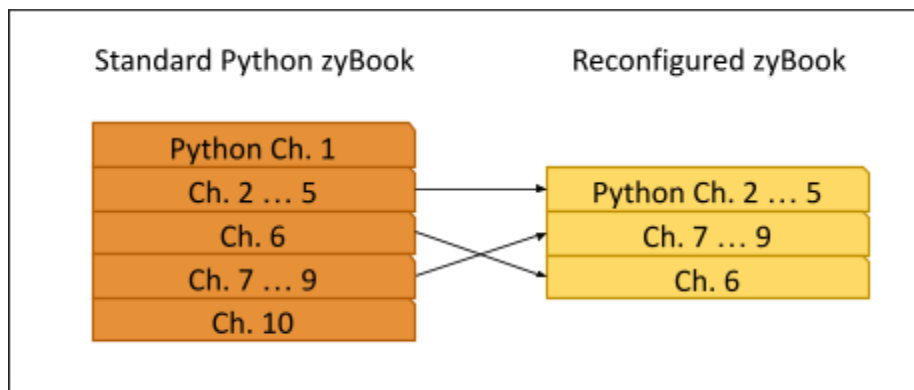 Standard Python zyBook
Reconfigured zyBook
Python Ch. 1
Ch. 2 … 5
Ch. 6
Ch. 7 … 9
Ch. 10
Python Ch. 2 … 5
Ch. 7 … 9
Ch. 6